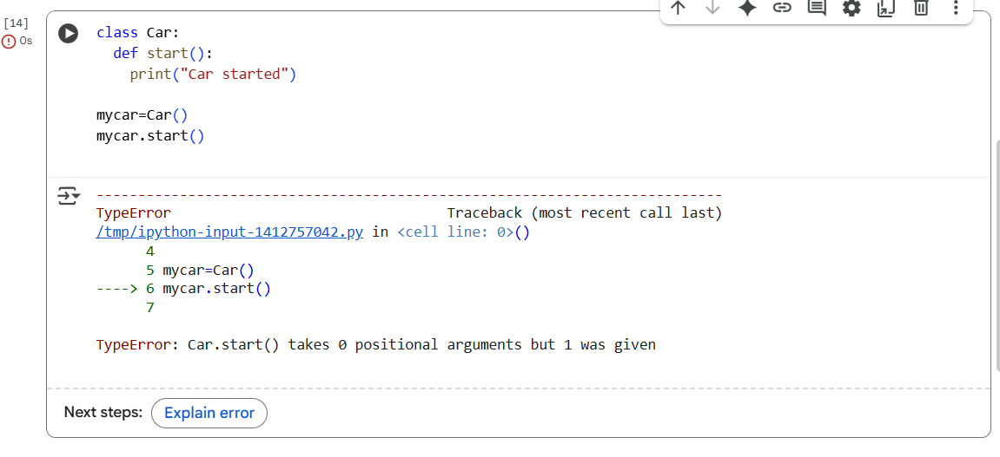 [14]
0s
class Car:
  def start():
    print("Car started")
mycar=Car()
mycar.start()
---------------------------------------------------------------------------
TypeError                                 Traceback (most recent call last)
/tmp/ipython-input-1412757042.py in <cell line: 0>()
      4
      5 mycar=Car()
----> 6 mycar.start()
      7
TypeError: Car.start() takes 0 positional arguments but 1 was given
Next steps: Explain error